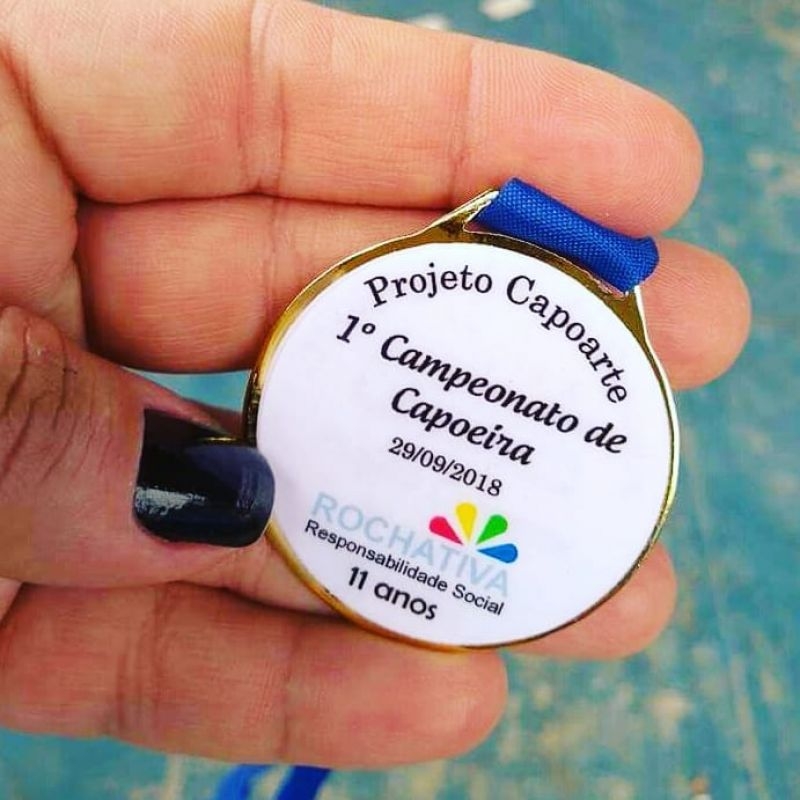 Projeto Capoarte
1º Campeonato de
Capoeira
29/09/2018
ROCHATIVA
Responsabilidade Social
11 anos